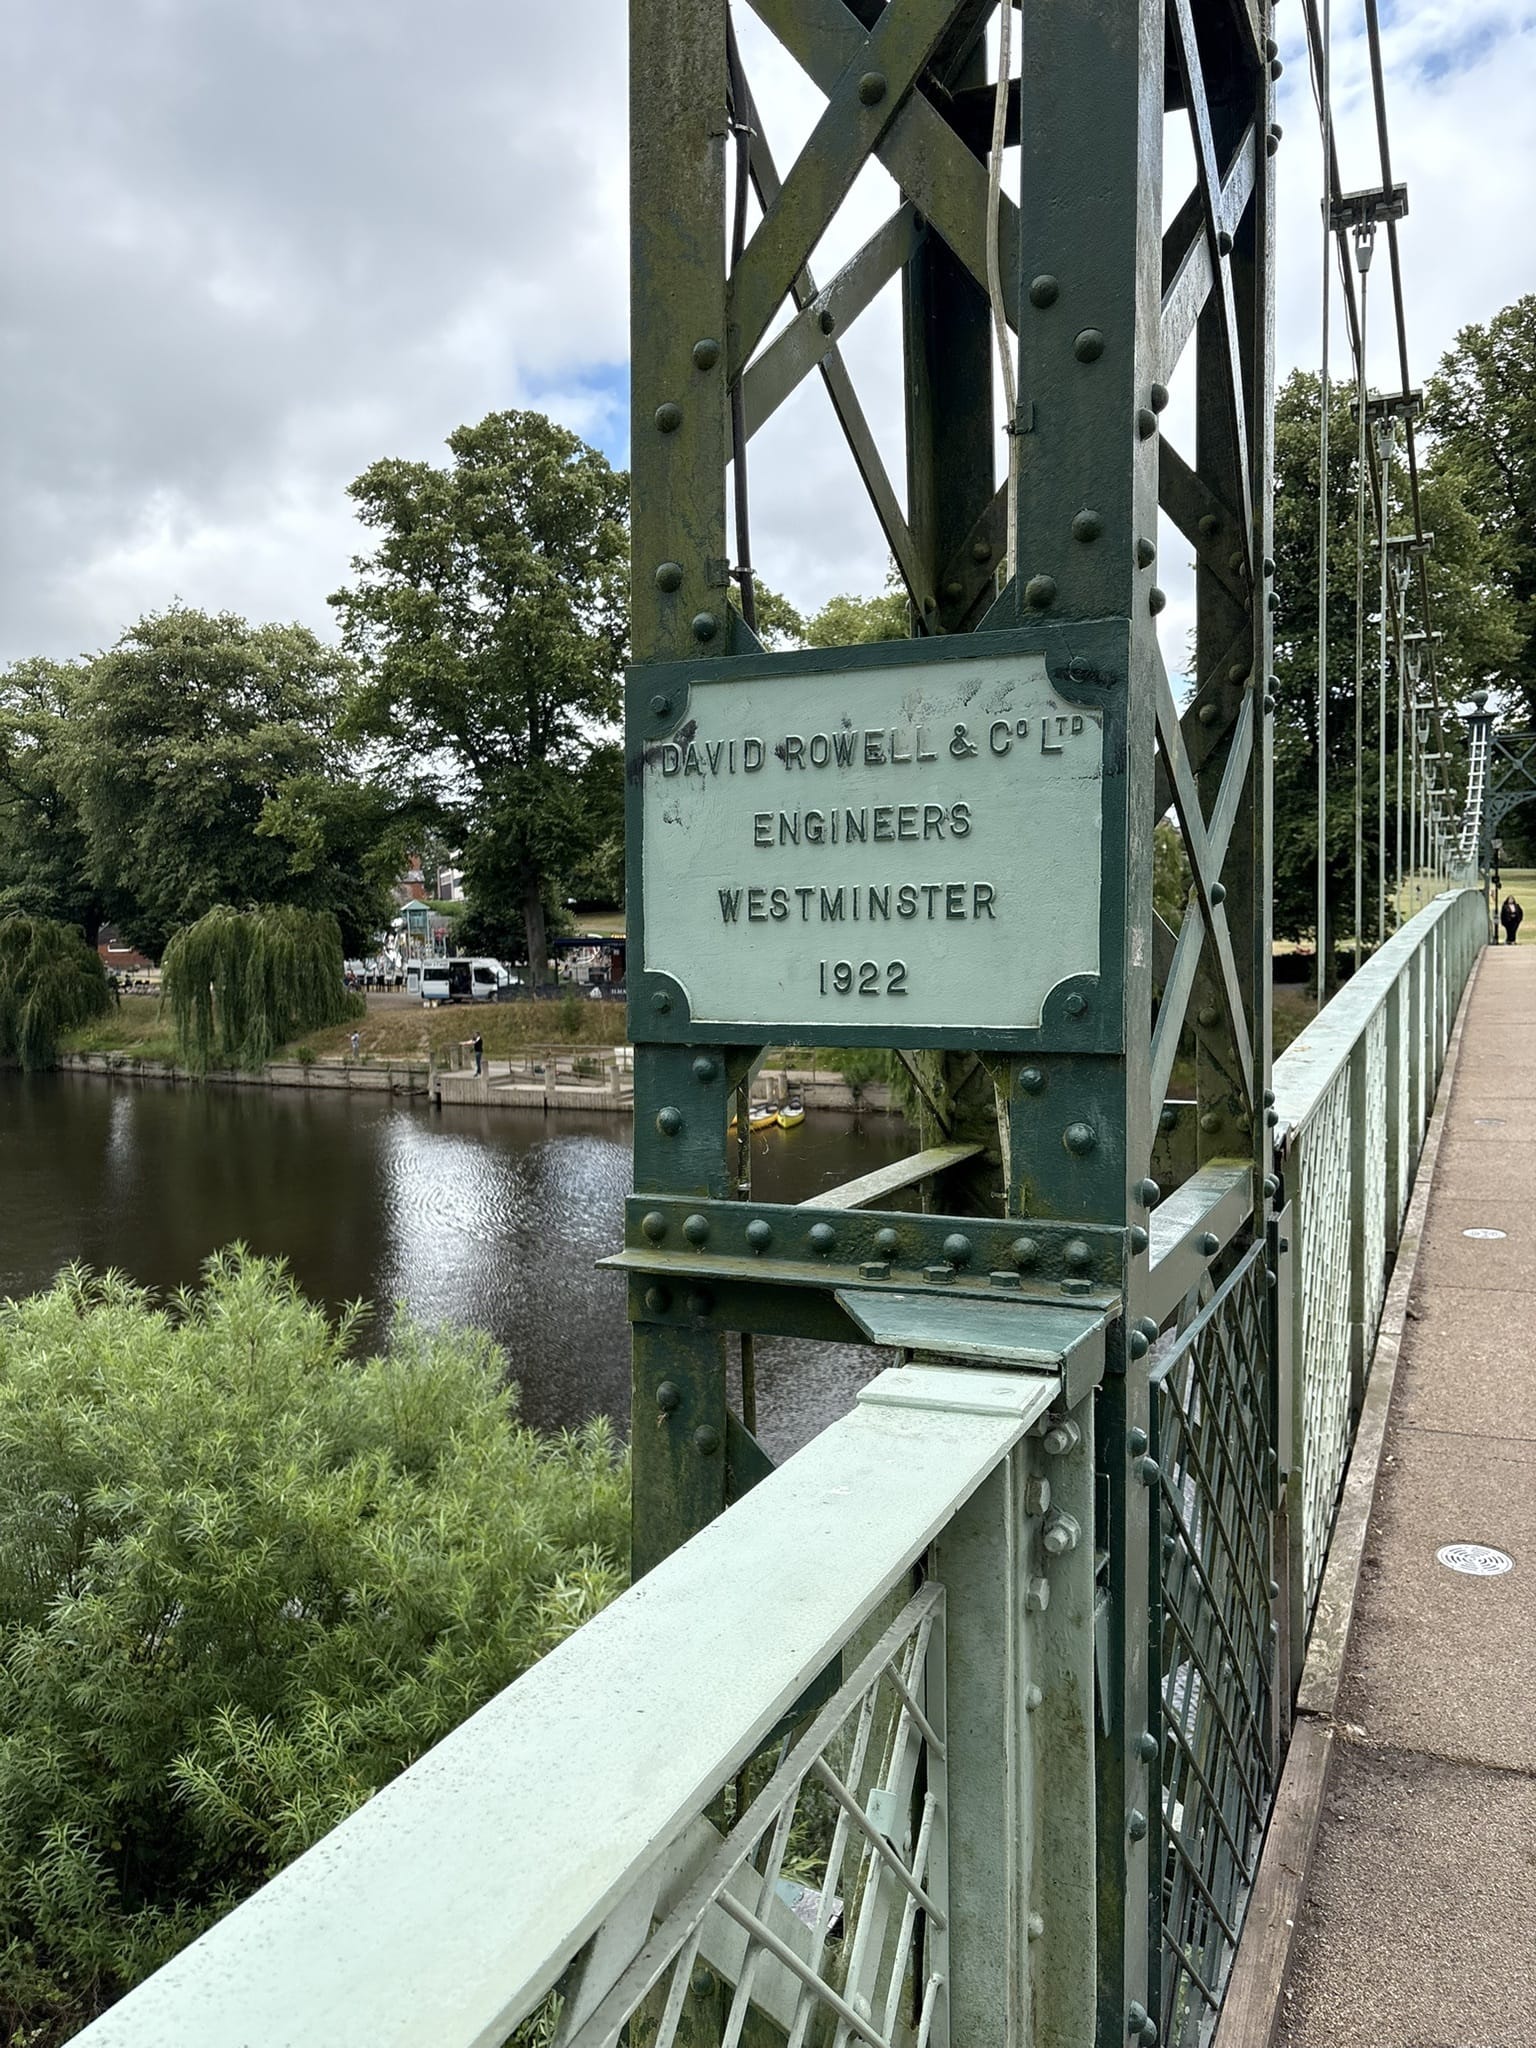 DAVID ROWELL & Co LTD
ENGINEERS
WESTMINSTER
1922